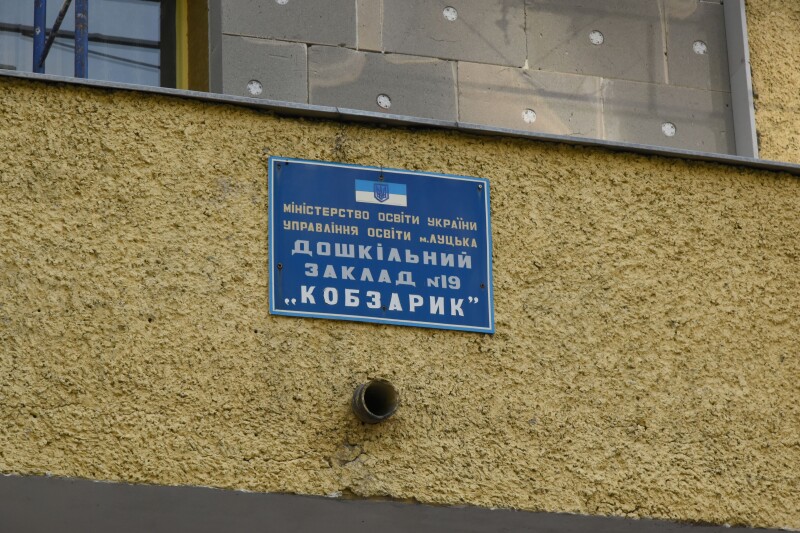 МІНІСТЕРСТВО ОСВІТИ УКРАЇНИ
УПРАВЛІННЯ ОСВІТИ м.ЛУЦЬКА
ДОШКІЛЬНИЙ
ЗАКЛАД №19
„КОБЗАРИК”